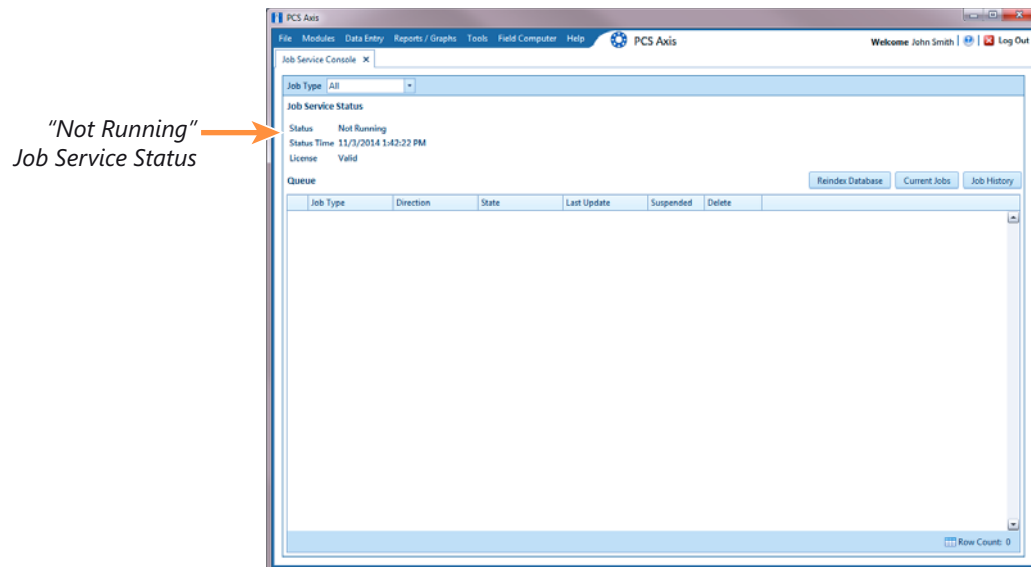 PCS Axis
File Modules Data Entry Reports / Graphs Tools Field Computer Help PCS Axis Welcome John Smith Log Out
Job Service Console
Job Type All
Job Service Status
"Not Running"
Job Service Status
Status Not Running
Status Time 11/3/2014 1:42:22 PM
License Valid
Queue Reindex Database Current Jobs Job History
Job Type Direction State Last Update Suspended Delete
Row Count: 0